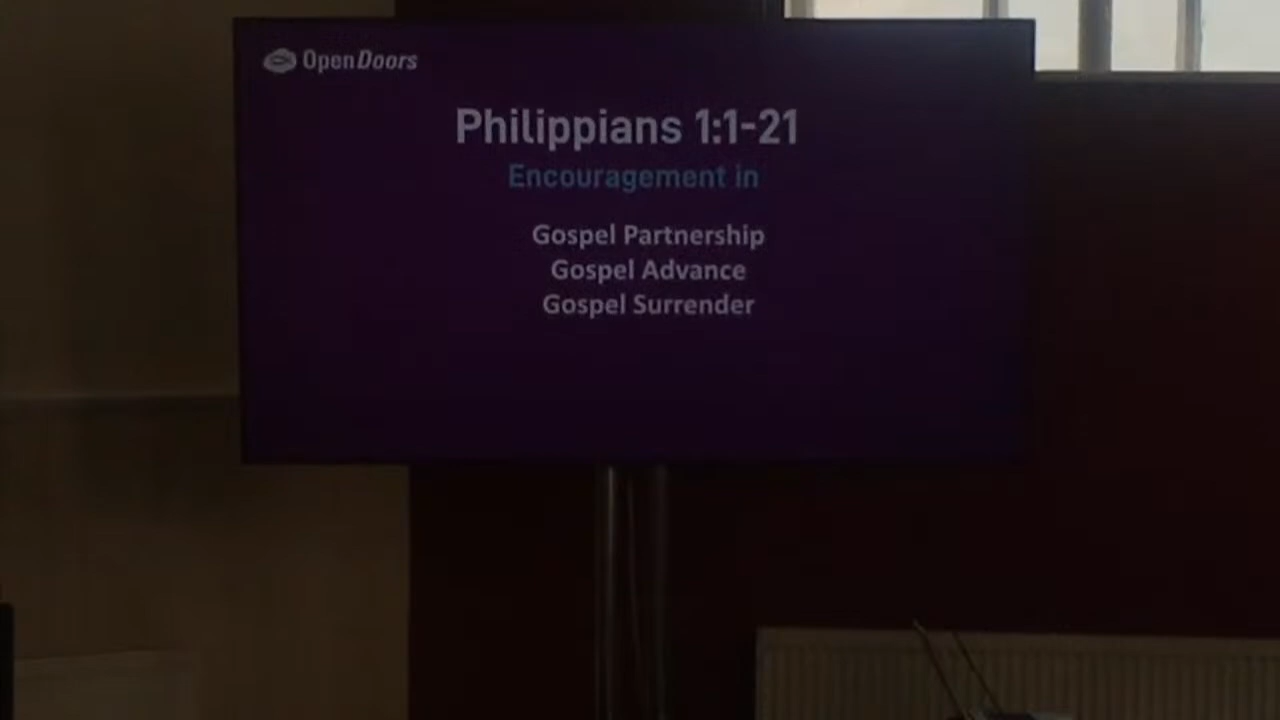 OpenDoors
Philippians 1:1-21
Encouragement in
Gospel Partnership
Gospel Advance
Gospel Surrender